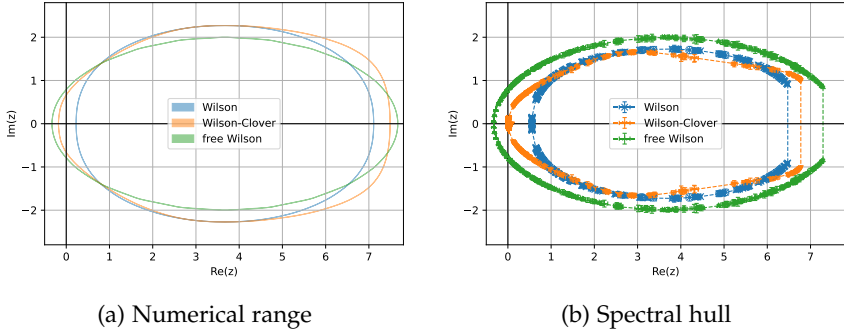 2
1
0
−1
−2
Im(z)
0 1 2 3 4 5 6 7
Re(z)
Wilson
Wilson-Clover
free Wilson
(a) Numerical range
2
1
0
−1
−2
Im(z)
0 1 2 3 4 5 6 7
Re(z)
Wilson
Wilson-Clover
free Wilson
(b) Spectral hull